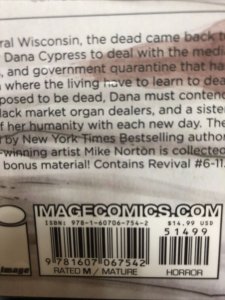 ral Wisconsin, the dead came back to
Dana Cypress to deal with the medi
, and government quarantine that ha
n where the living have to learn to dea
posed to be dead, Dana must contend
lack market organ dealers, and a siste
f her humanity with each new day. The
by New York Times Bestselling autho
-winning artist Mike Norton is collected
bonus material! Contains Revival #6-11.
IMAGECOMICS.COM
ISBN: 978-1-60706-754-2 $14.99 USD
51499
9 781607 067542
image
RATED M / MATURE HORROR